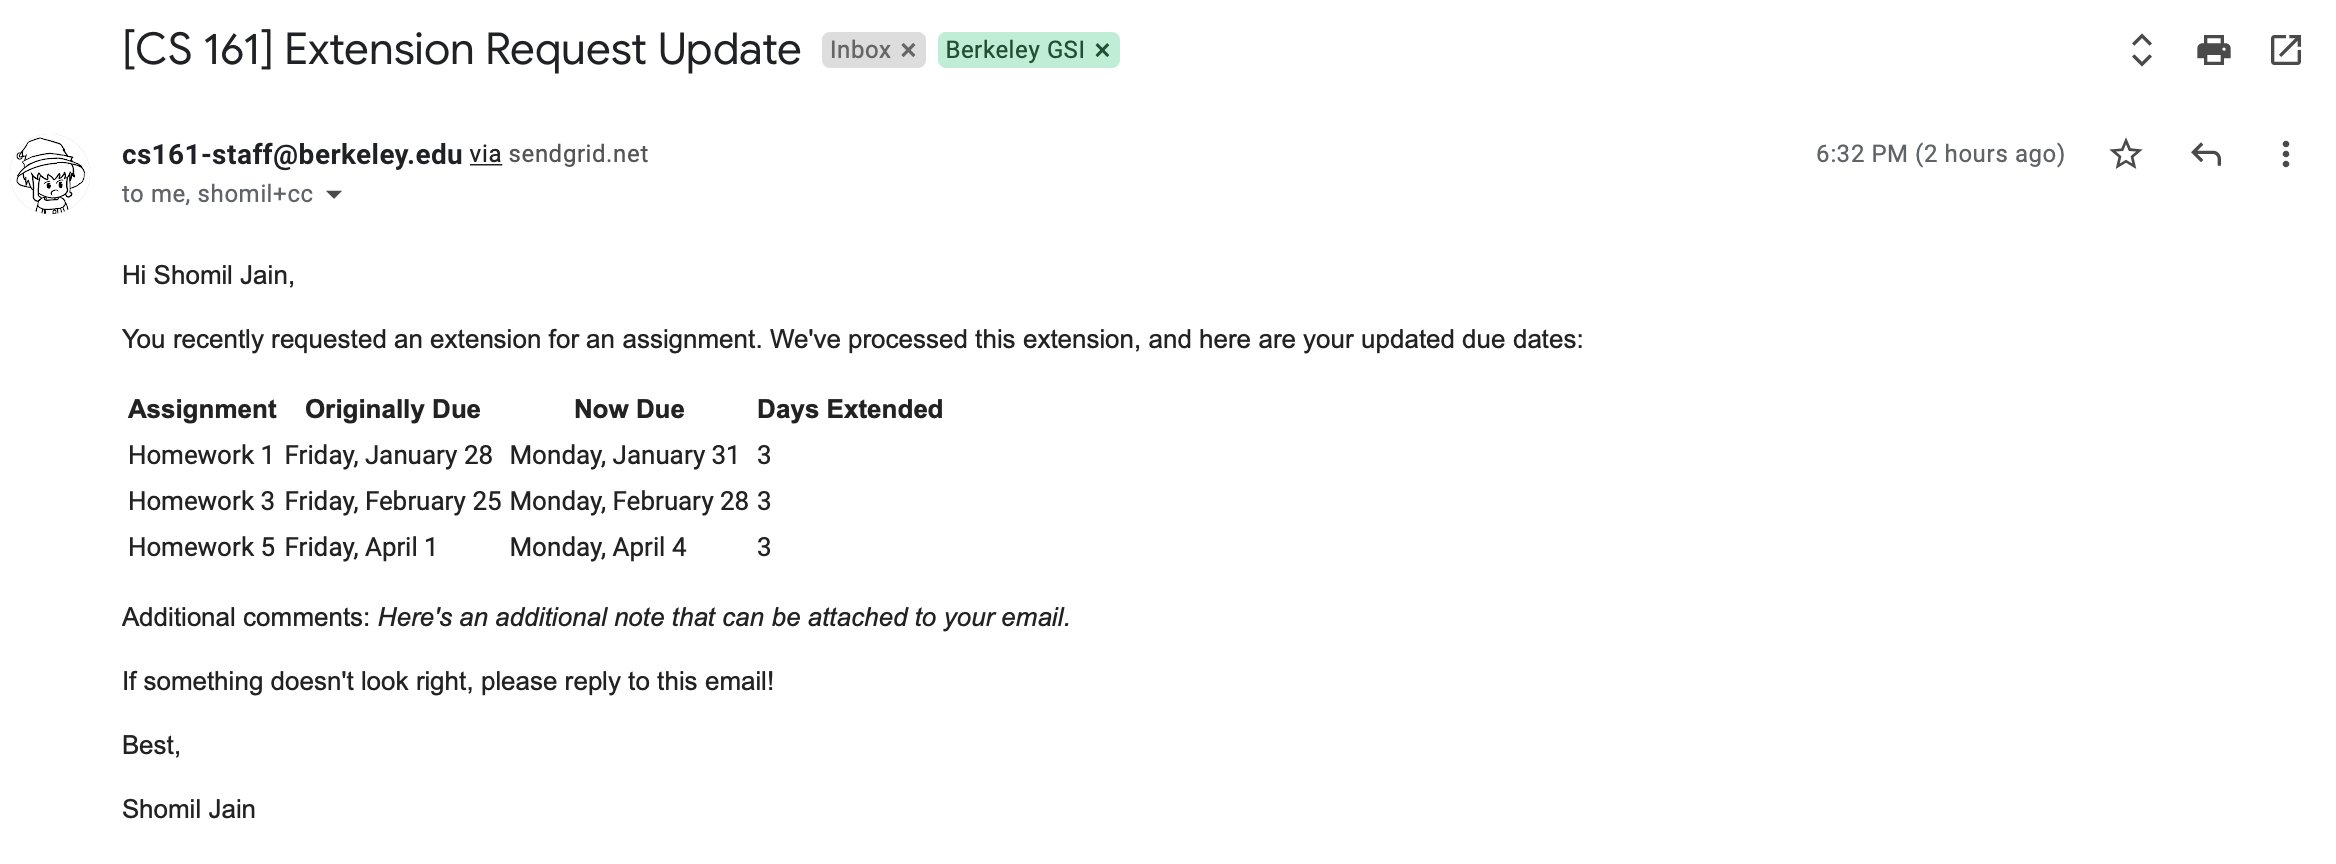 [CS 161] Extension Request Update Inbox × Berkeley GSI ×
cs161-staff@berkeley.edu via sendgrid.net 6:32 PM (2 hours ago)
to me, shomil+cc
Hi Shomil Jain,
You recently requested an extension for an assignment. We've processed this extension, and here are your updated due dates:
Assignment Originally Due Now Due Days Extended
Homework 1 Friday, January 28 Monday, January 31 3
Homework 3 Friday, February 25 Monday, February 28 3
Homework 5 Friday, April 1 Monday, April 4 3
Additional comments: Here's an additional note that can be attached to your email.
If something doesn't look right, please reply to this email!
Best,
Shomil Jain